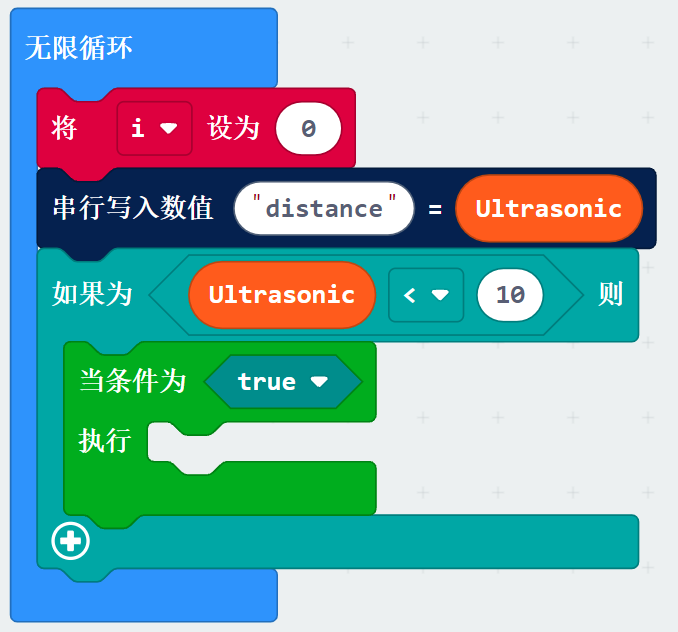 无限循环
将 i 设为 0
串行写入数值 "distance" = Ultrasonic
如果为 Ultrasonic < 10 则
当条件为 true
执行